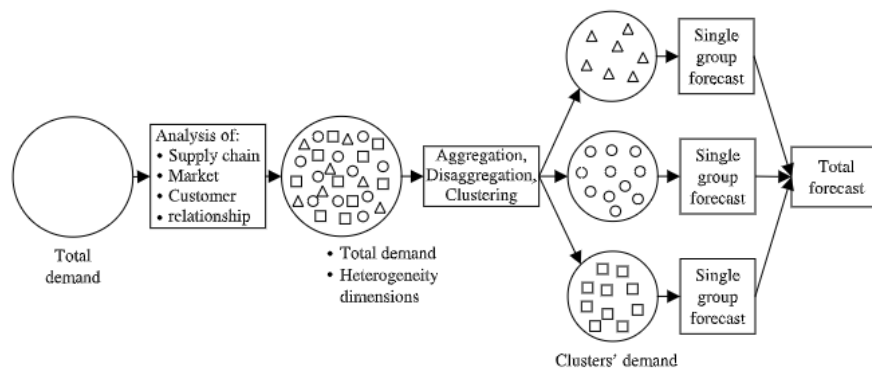 Total
demand
Analysis of:
• Supply chain
• Market
• Customer
• relationship
• Total demand
• Heterogeneity
dimensions
Aggregation,
Disaggregation,
Clustering
Single
group
forecast
Single
group
forecast
Single
group
forecast
Clusters' demand
Total
forecast